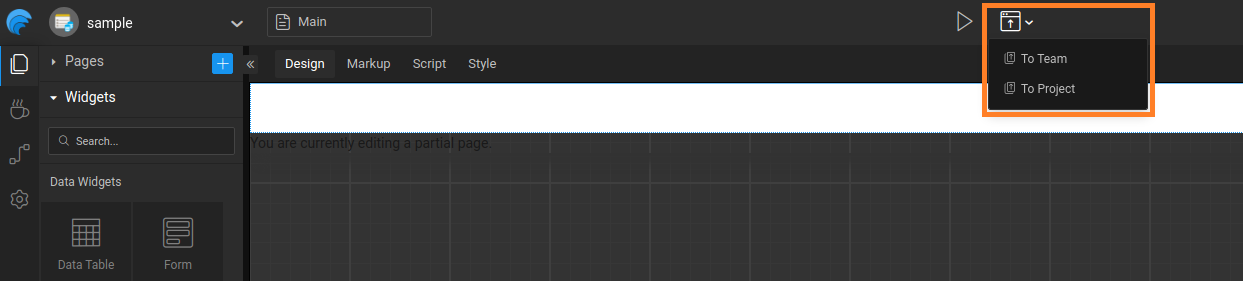 sample
Main
To Team
To Project
Pages
Widgets
Search...
Data Widgets
Data Table
Form
Design Markup Script Style
You are currently editing a partial page.